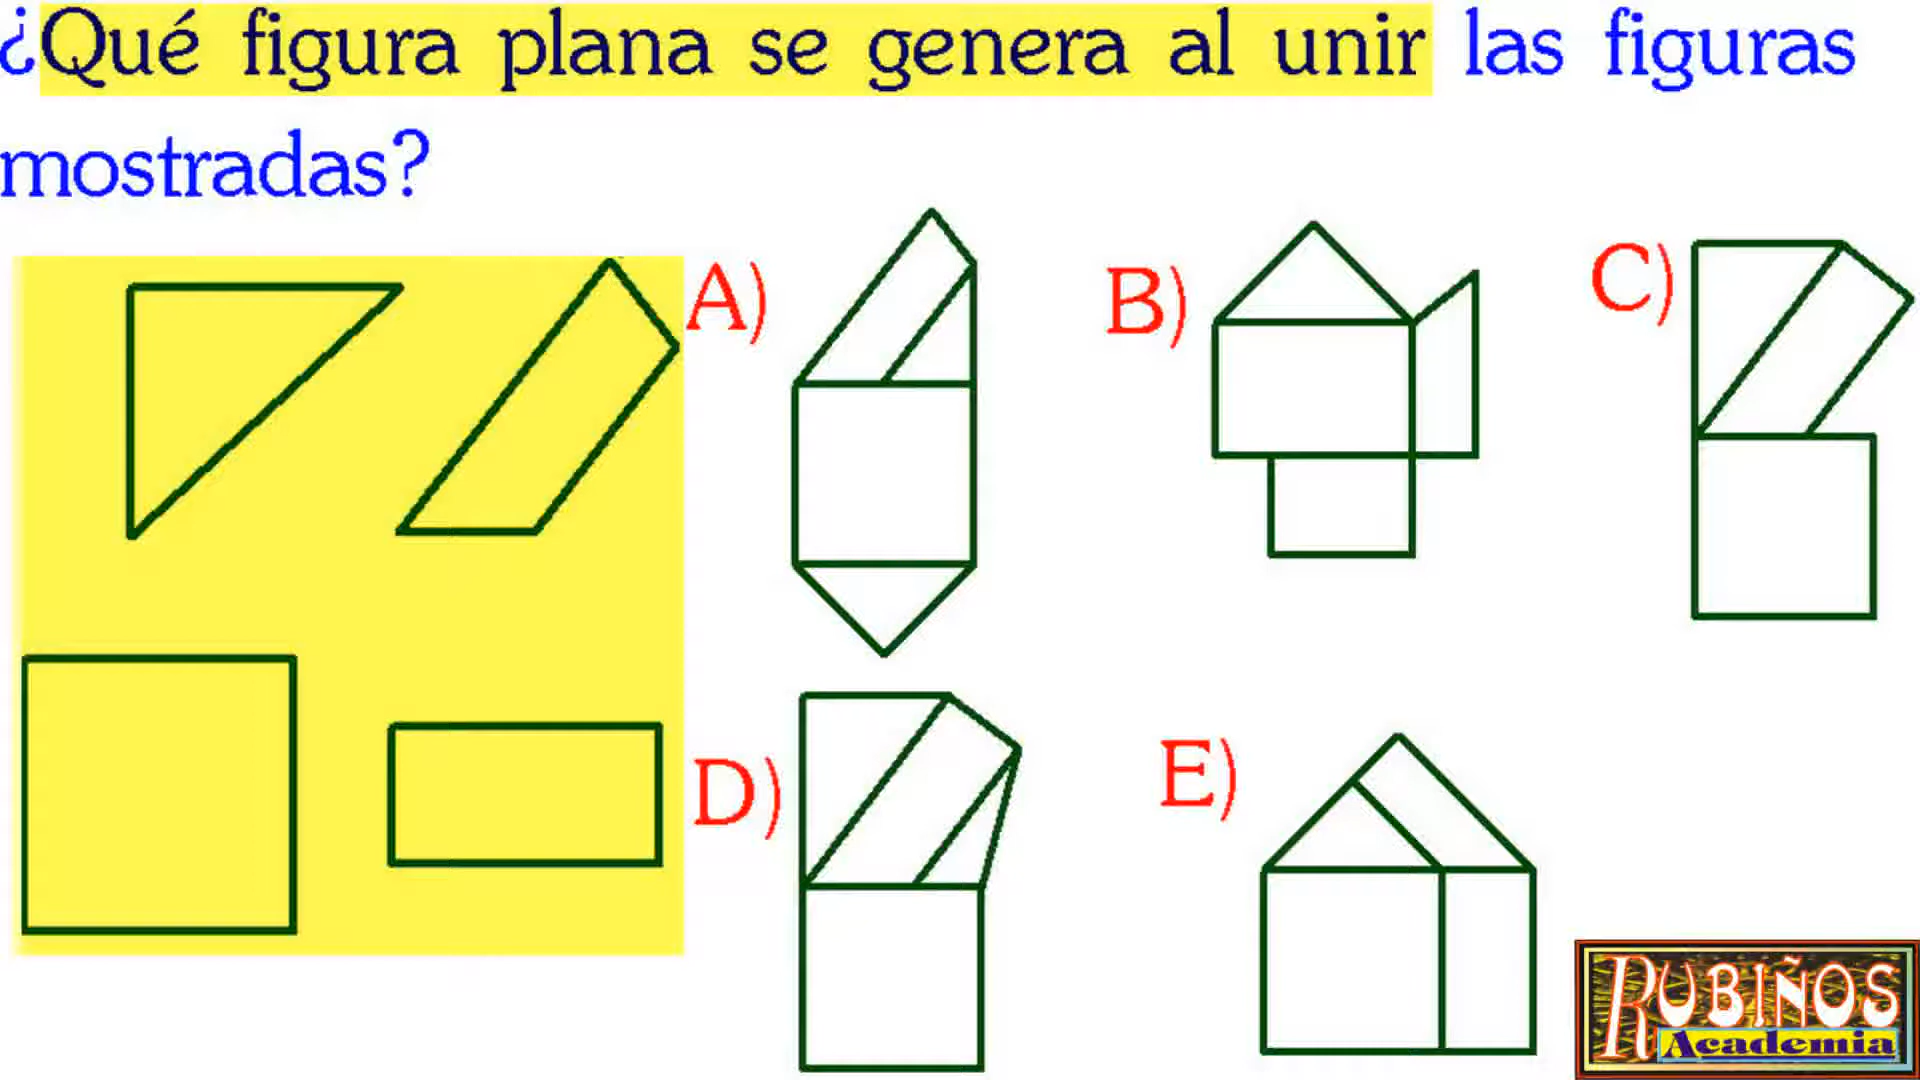 ¿Qué figura plana se genera al unir las figuras
mostradas?
A)
B)
C)
D)
E)
RUBIÑOS
Academia